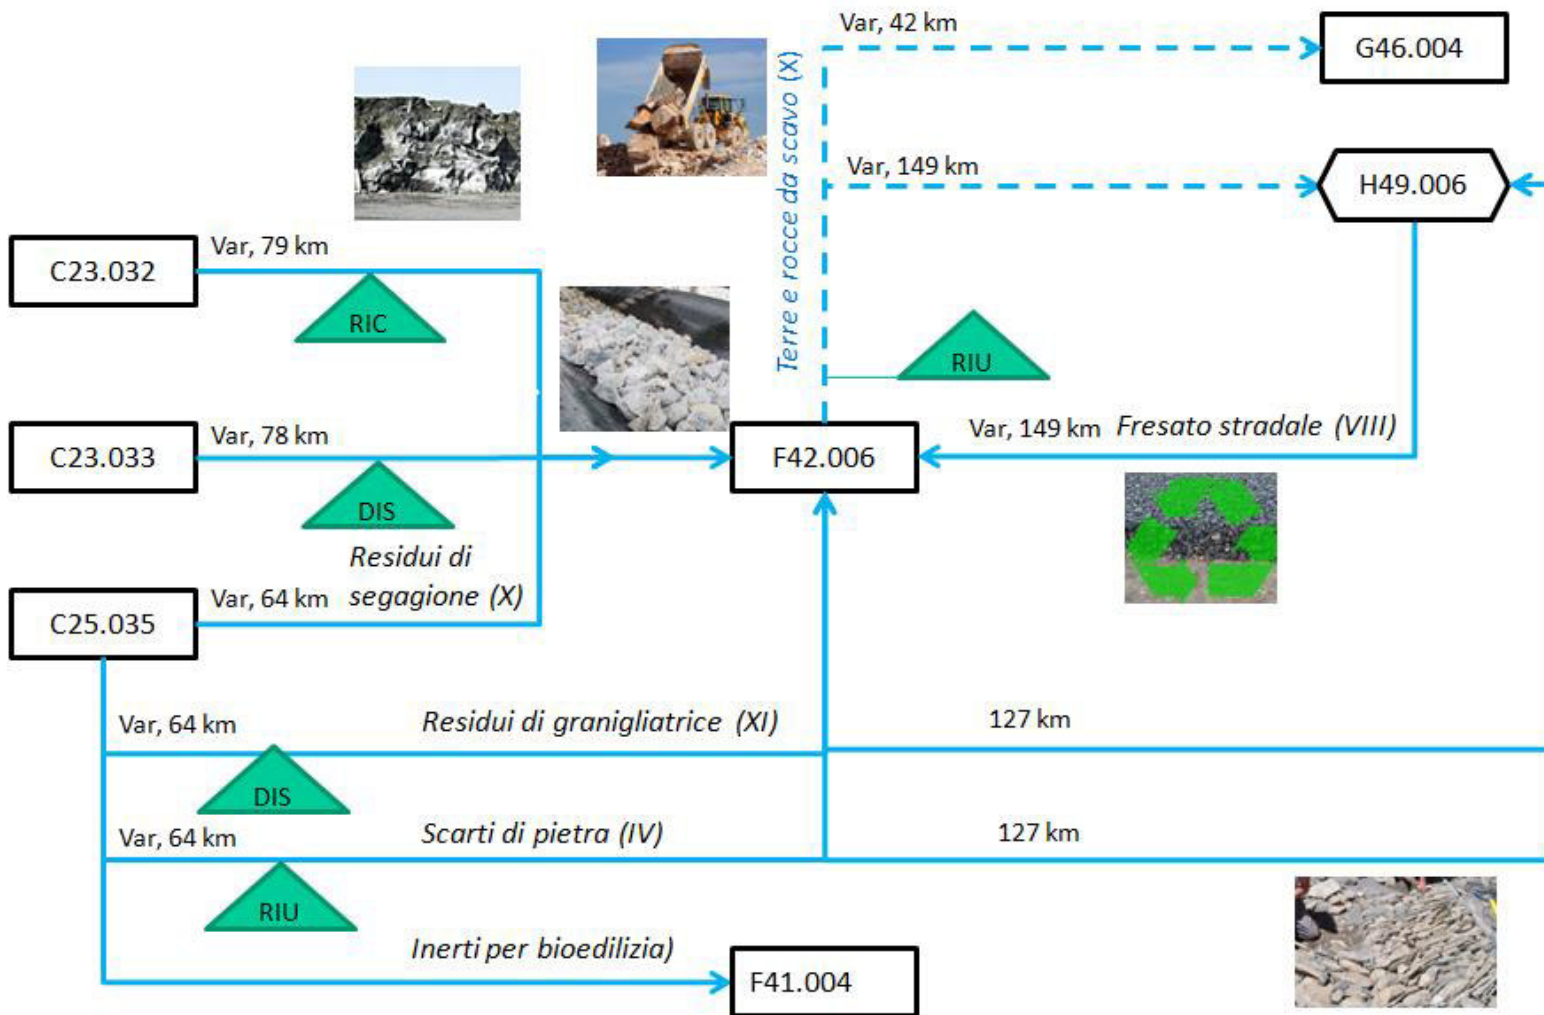 Var, 42 km
G46.004
Terre e rocce da scavo (X)
Var, 149 km
H49.006
C23.032
Var, 79 km
RIC
RIU
C23.033
Var, 78 km
DIS
F42.006
Var, 149 km
Fresato stradale (VIII)
Residui di
segagione (X)
C25.035
Var, 64 km
Var, 64 km
Residui di granigliatrice (XI)
127 km
DIS
Var, 64 km
Scarti di pietra (IV)
127 km
RIU
Inerti per bioedilizia)
F41.004